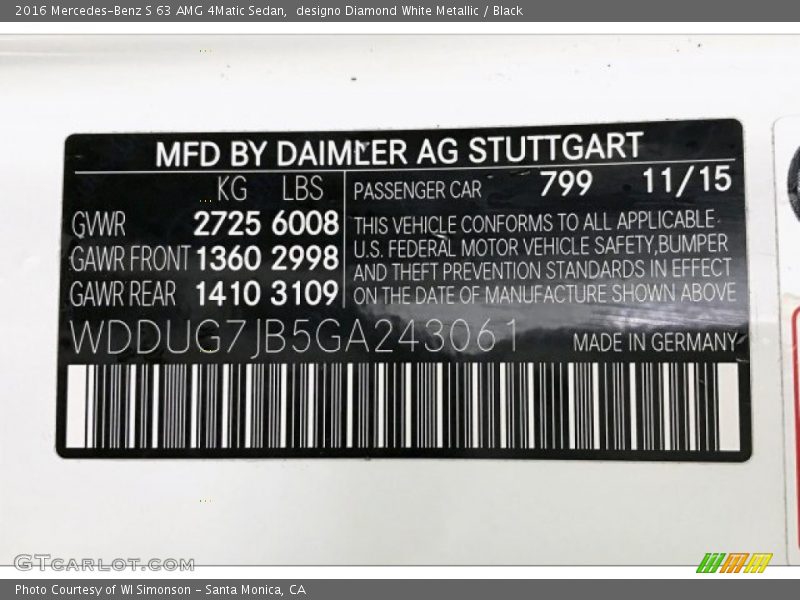 2016 Mercedes-Benz S 63 AMG 4Matic Sedan,  designo Diamond White Metallic / Black
MFD BY DAIMLER AG STUTTGART
KG LBS
GVWR 2725 6008
GAWR FRONT 1360 2998
GAWR REAR 1410 3109
PASSENGER CAR 799 11/15
THIS VEHICLE CONFORMS TO ALL APPLICABLE
U.S. FEDERAL MOTOR VEHICLE SAFETY, BUMPER
AND THEFT PREVENTION STANDARDS IN EFFECT
ON THE DATE OF MANUFACTURE SHOWN ABOVE
WDDUG7JB5GA243061
MADE IN GERMANY
GTCARLOT.COM
Photo Courtesy of WI Simonson - Santa Monica, CA